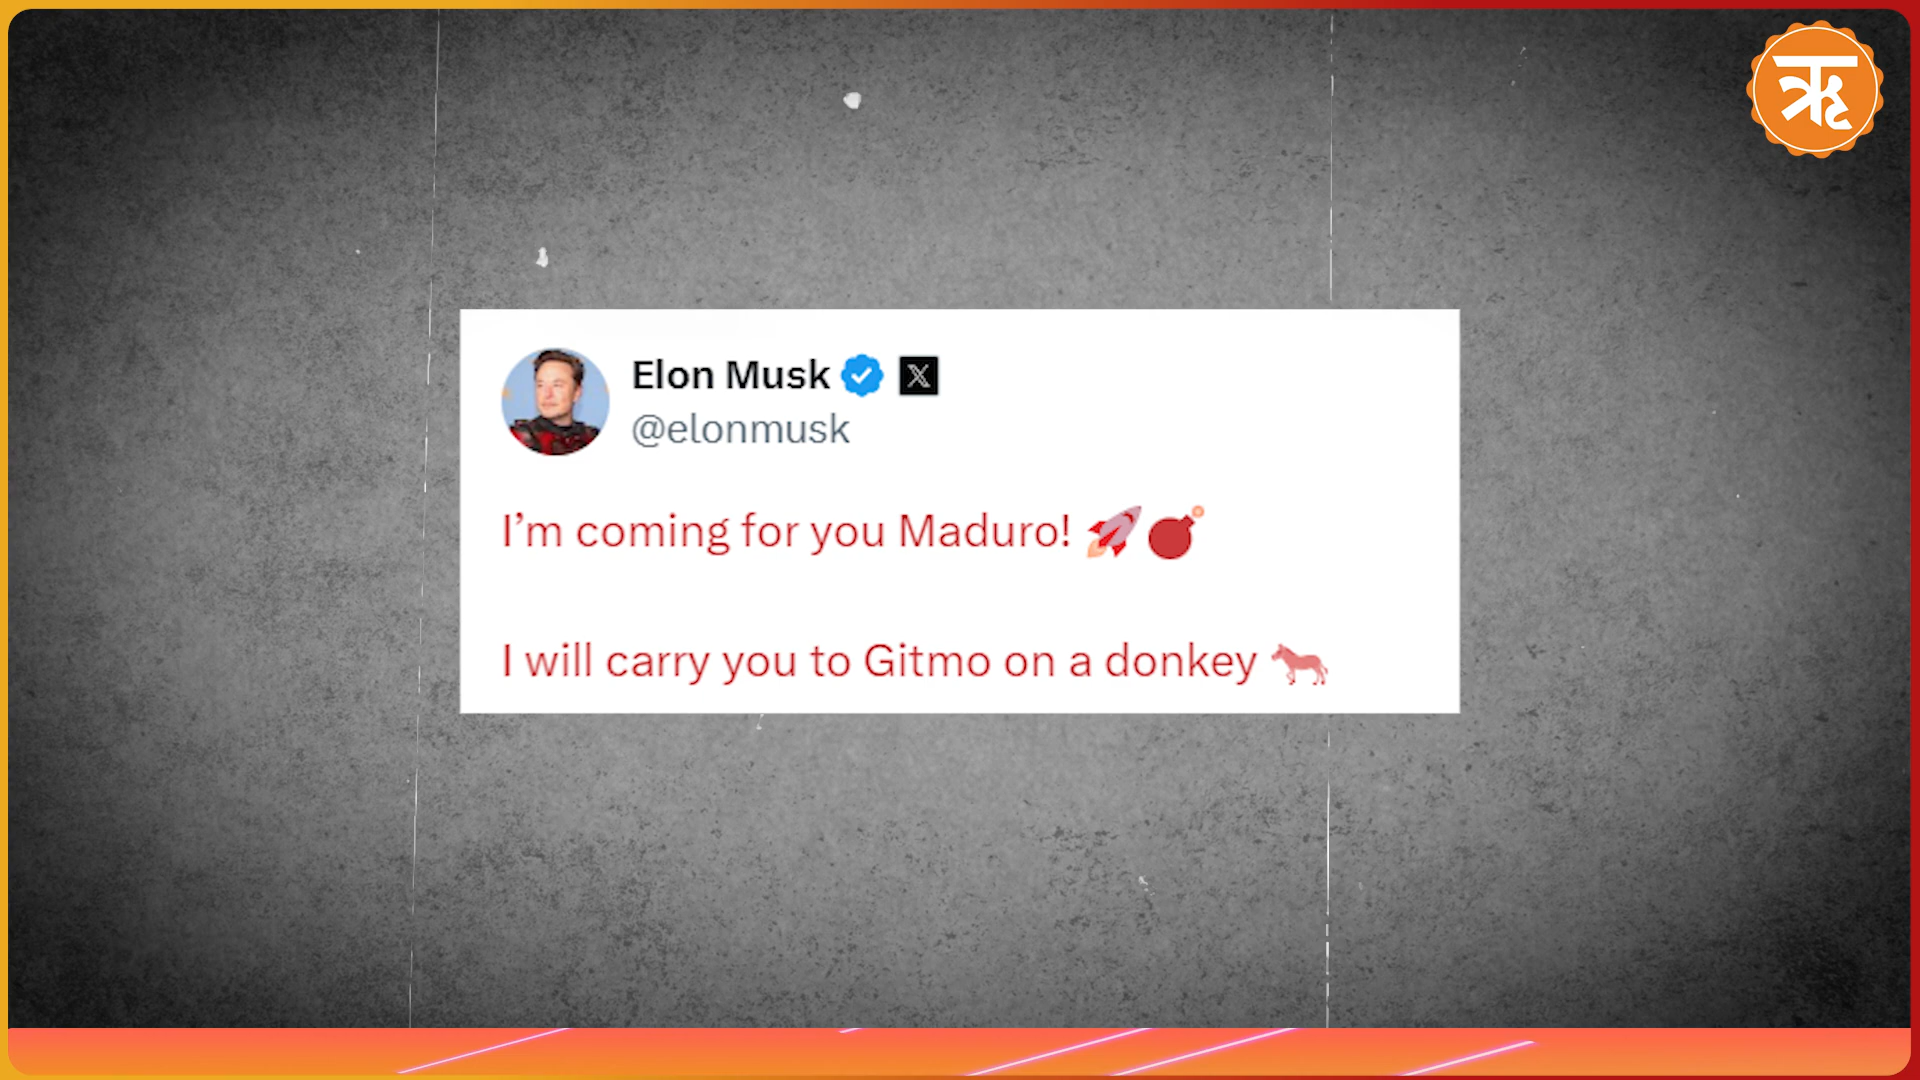 ऋ
Elon Musk
@elonmusk
I’m coming for you Maduro! 🚀💣
I will carry you to Gitmo on a donkey 🫏